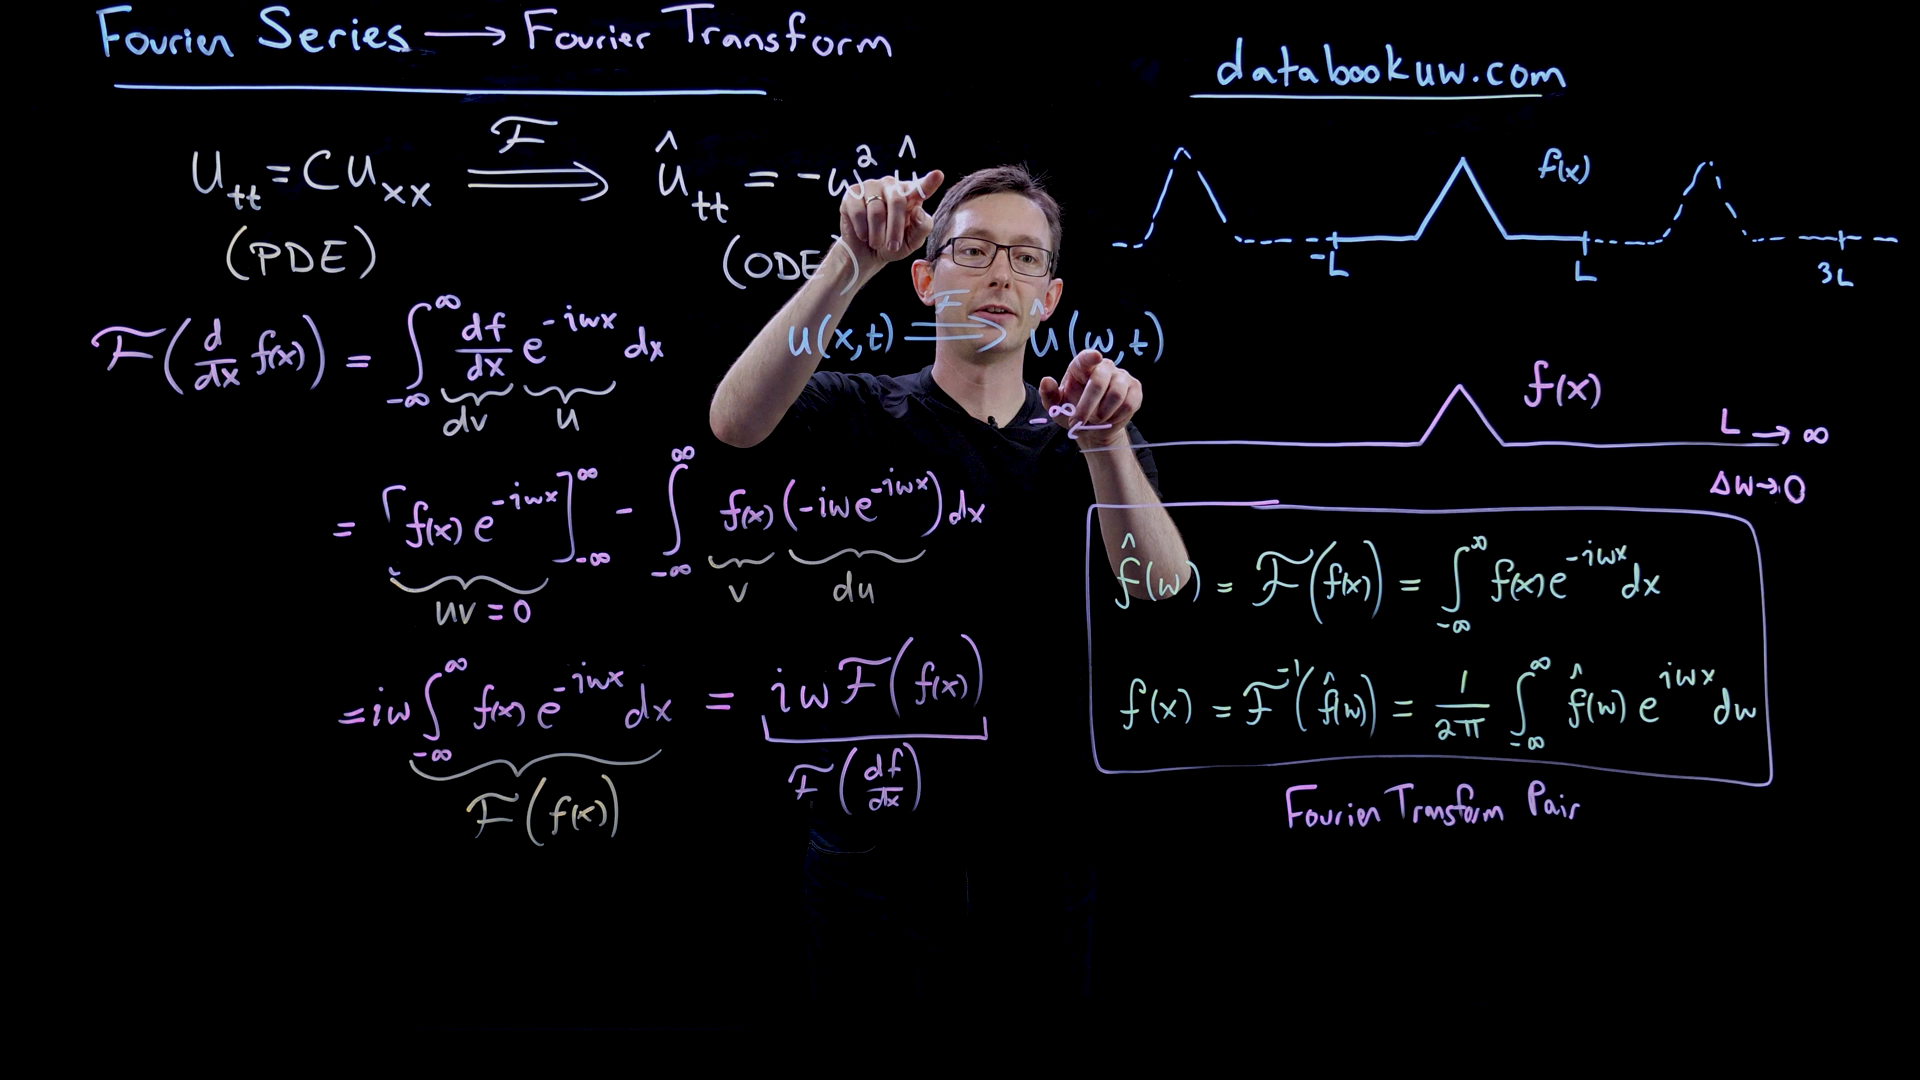 Fourier Series → Fourier Transform
databookuw.com
U_tt = C U_xx  F ⟹  û_tt = -ω² û
(PDE)
(ODE)
f(x)
-L
L
3L
u(x,t) F ⟹ û(ω,t)
F(d/dx f(x)) = ∫_{-∞}^{∞} df/dx e^{-iωx} dx
dv
u
f(x)
-∞ ←
L → ∞
Δω → 0
= [f(x) e^{-iωx}]_{-∞}^{∞} - ∫_{-∞}^{∞} f(x) (-iω e^{-iωx}) dx
uv = 0
v
du
= iω ∫_{-∞}^{∞} f(x) e^{-iωx} dx = iω F(f(x))
F(f(x))
F(df/dx)
f̂(ω) = F(f(x)) = ∫_{-∞}^{∞} f(x) e^{-iωx} dx
f(x) = F^{-1}(f̂(ω)) = 1/2π ∫_{-∞}^{∞} f̂(ω) e^{iωx} dω
Fourier Transform Pair